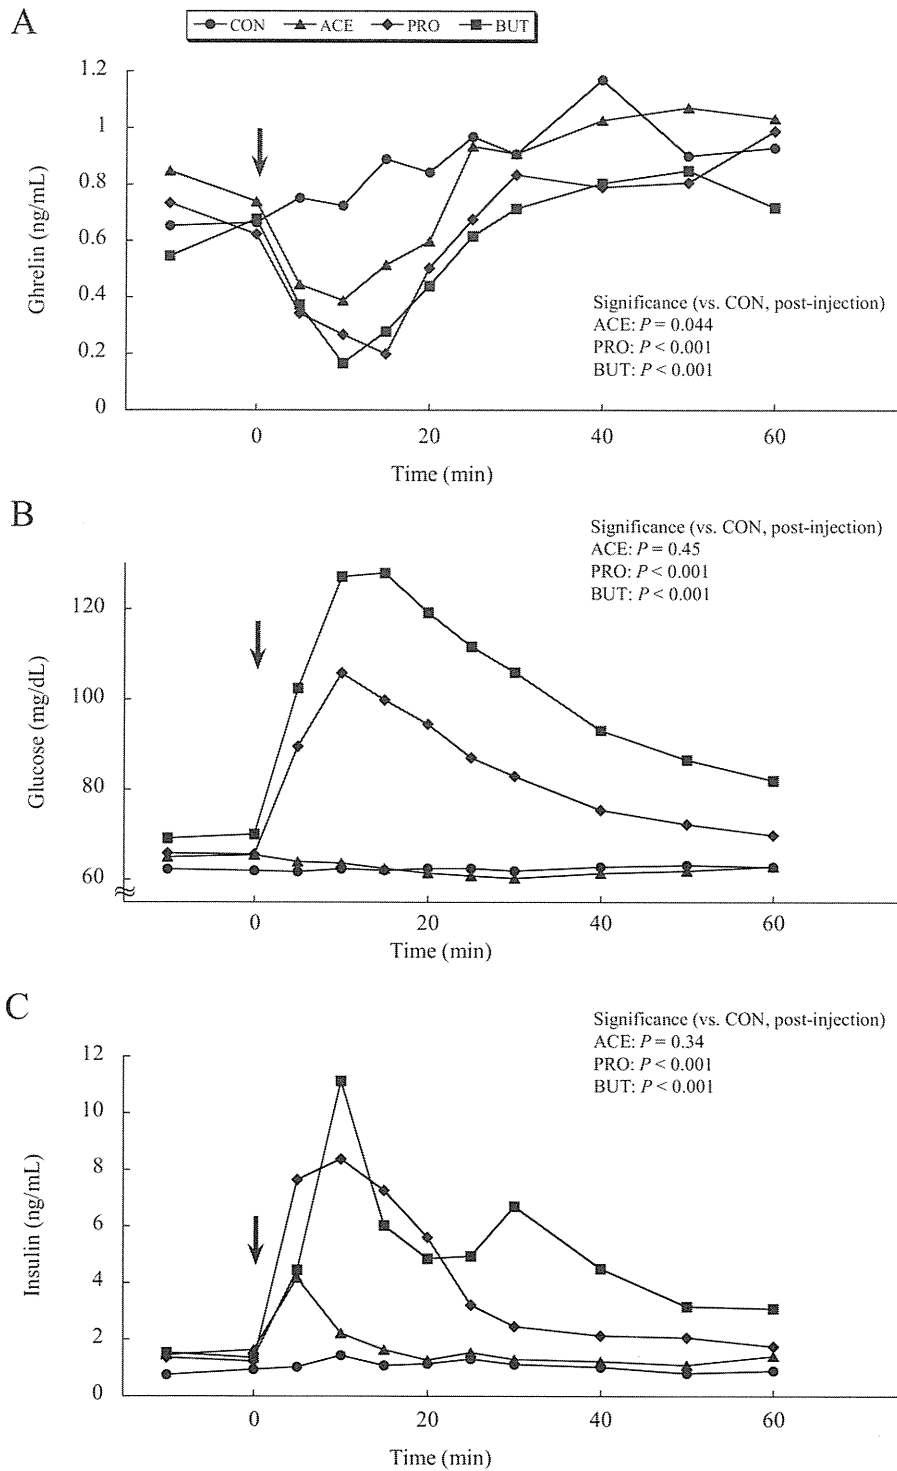 A
CON ACE PRO BUT
1.2
1
0.8
0.6
0.4
0.2
0
Ghrelin (ng/mL)
Significance (vs. CON, post-injection)
ACE: P = 0.044
PRO: P < 0.001
BUT: P < 0.001
0 20 40 60
Time (min)
B
Significance (vs. CON, post-injection)
ACE: P = 0.45
PRO: P < 0.001
BUT: P < 0.001
120
100
80
60
Glucose (mg/dL)
0 20 40 60
Time (min)
C
Significance (vs. CON, post-injection)
ACE: P = 0.34
PRO: P < 0.001
BUT: P < 0.001
12
10
8
6
4
2
0
Insulin (ng/mL)
0 20 40 60
Time (min)